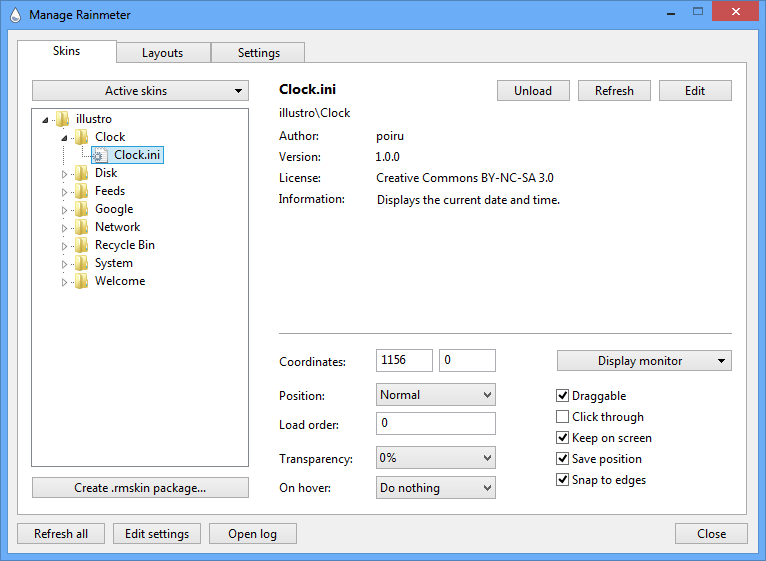 Manage Rainmeter
Skins
Layouts
Settings
Active skins
illustro
Clock
Clock.ini
Disk
Feeds
Google
Network
Recycle Bin
System
Welcome
Create .rmskin package...
Clock.ini
Unload
Refresh
Edit
illustro\Clock
Author: poiru
Version: 1.0.0
License: Creative Commons BY-NC-SA 3.0
Information: Displays the current date and time.
Coordinates: 1156 0
Display monitor
Position: Normal
Load order: 0
Transparency: 0%
On hover: Do nothing
Draggable
Click through
Keep on screen
Save position
Snap to edges
Refresh all
Edit settings
Open log
Close